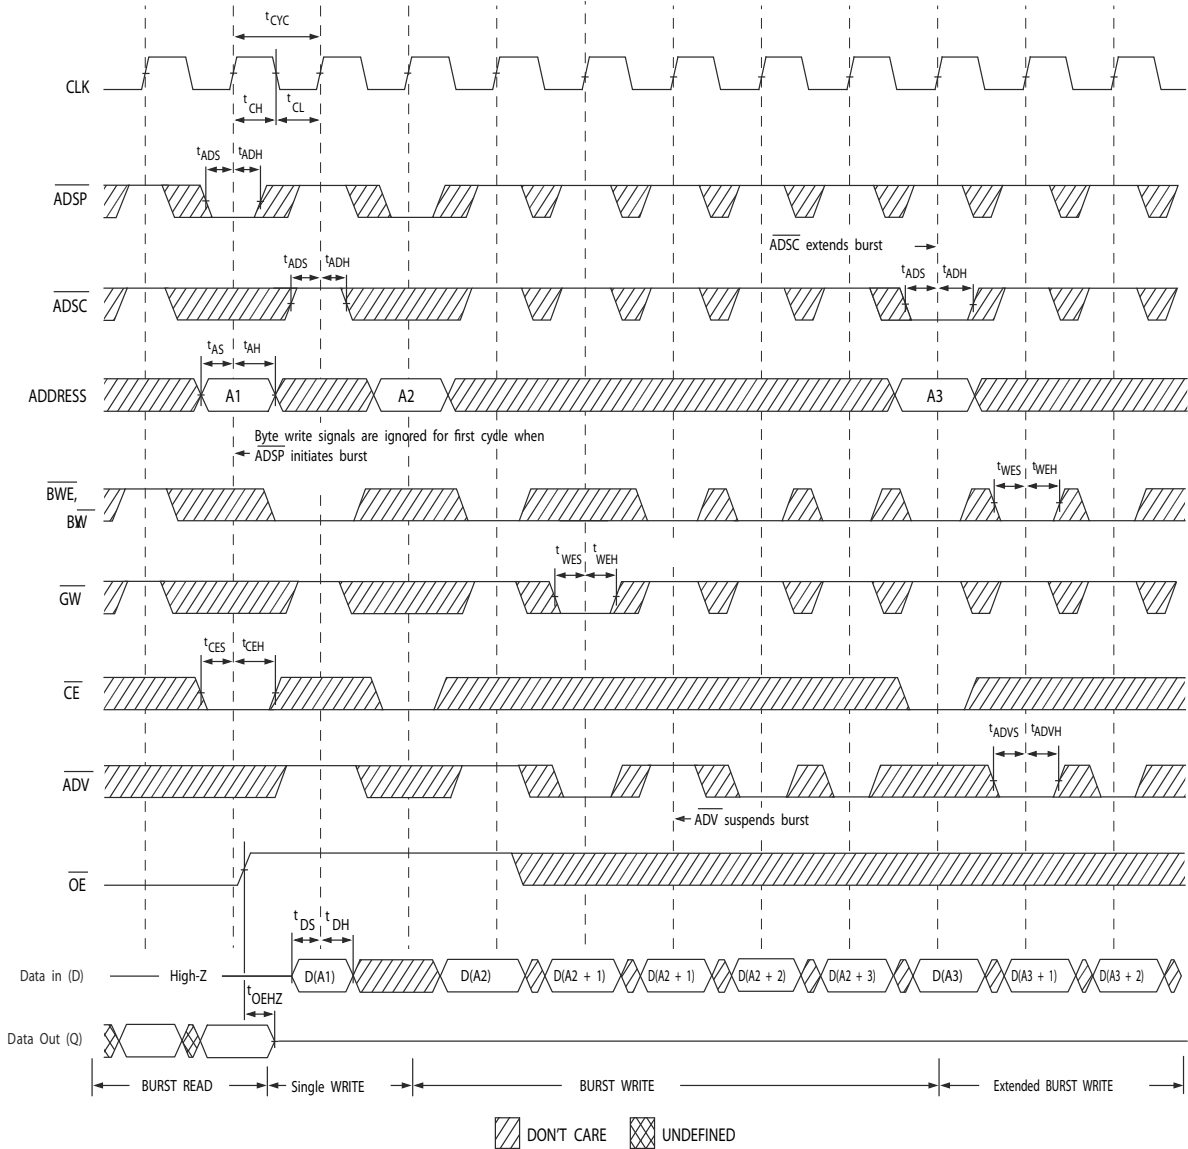 tCYC
CLK
tCH
tCL
tADS tADH
ADSP
ADSC extends burst
tADS tADH
tADS tADH
ADSC
tAS tAH
ADDRESS
A1
A2
A3
Byte write signals are ignored for first cycle when
ADSP initiates burst
tWES tWEH
BWE,
BWX
tWES tWEH
GW
tCES tCEH
CE
tADVS tADVH
ADV
ADV suspends burst
OE
tDS tDH
Data in (D)
High-Z
D(A1)
D(A2)
D(A2 + 1)
D(A2 + 1)
D(A2 + 2)
D(A2 + 3)
D(A3)
D(A3 + 1)
D(A3 + 2)
tOEHZ
Data Out (Q)
BURST READ
Single WRITE
BURST WRITE
Extended BURST WRITE
DON'T CARE
UNDEFINED